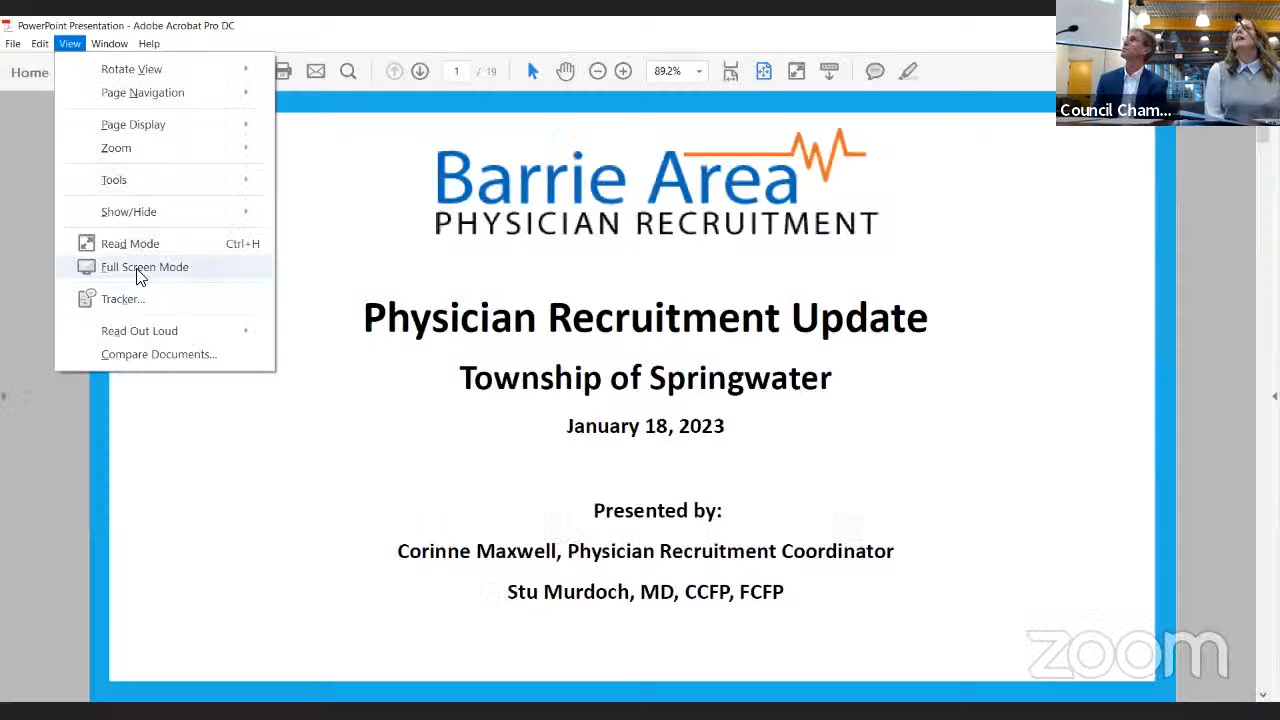 PowerPoint Presentation - Adobe Acrobat Pro DC
File Edit View Window Help
Home
1 /
89.2%
Rotate View
Page Navigation
Page Display
Zoom
Tools
Show/Hide
Read Mode Ctrl+H
Full Screen Mode
Tracker...
Read Out Loud
Compare Documents...
Council Cham...
Barrie Area
PHYSICIAN RECRUITMENT
Physician Recruitment Update
Township of Springwater
January 18, 2023
Presented by:
Corinne Maxwell, Physician Recruitment Coordinator
Stu Murdoch, MD, CCFP, FCFP
zoom